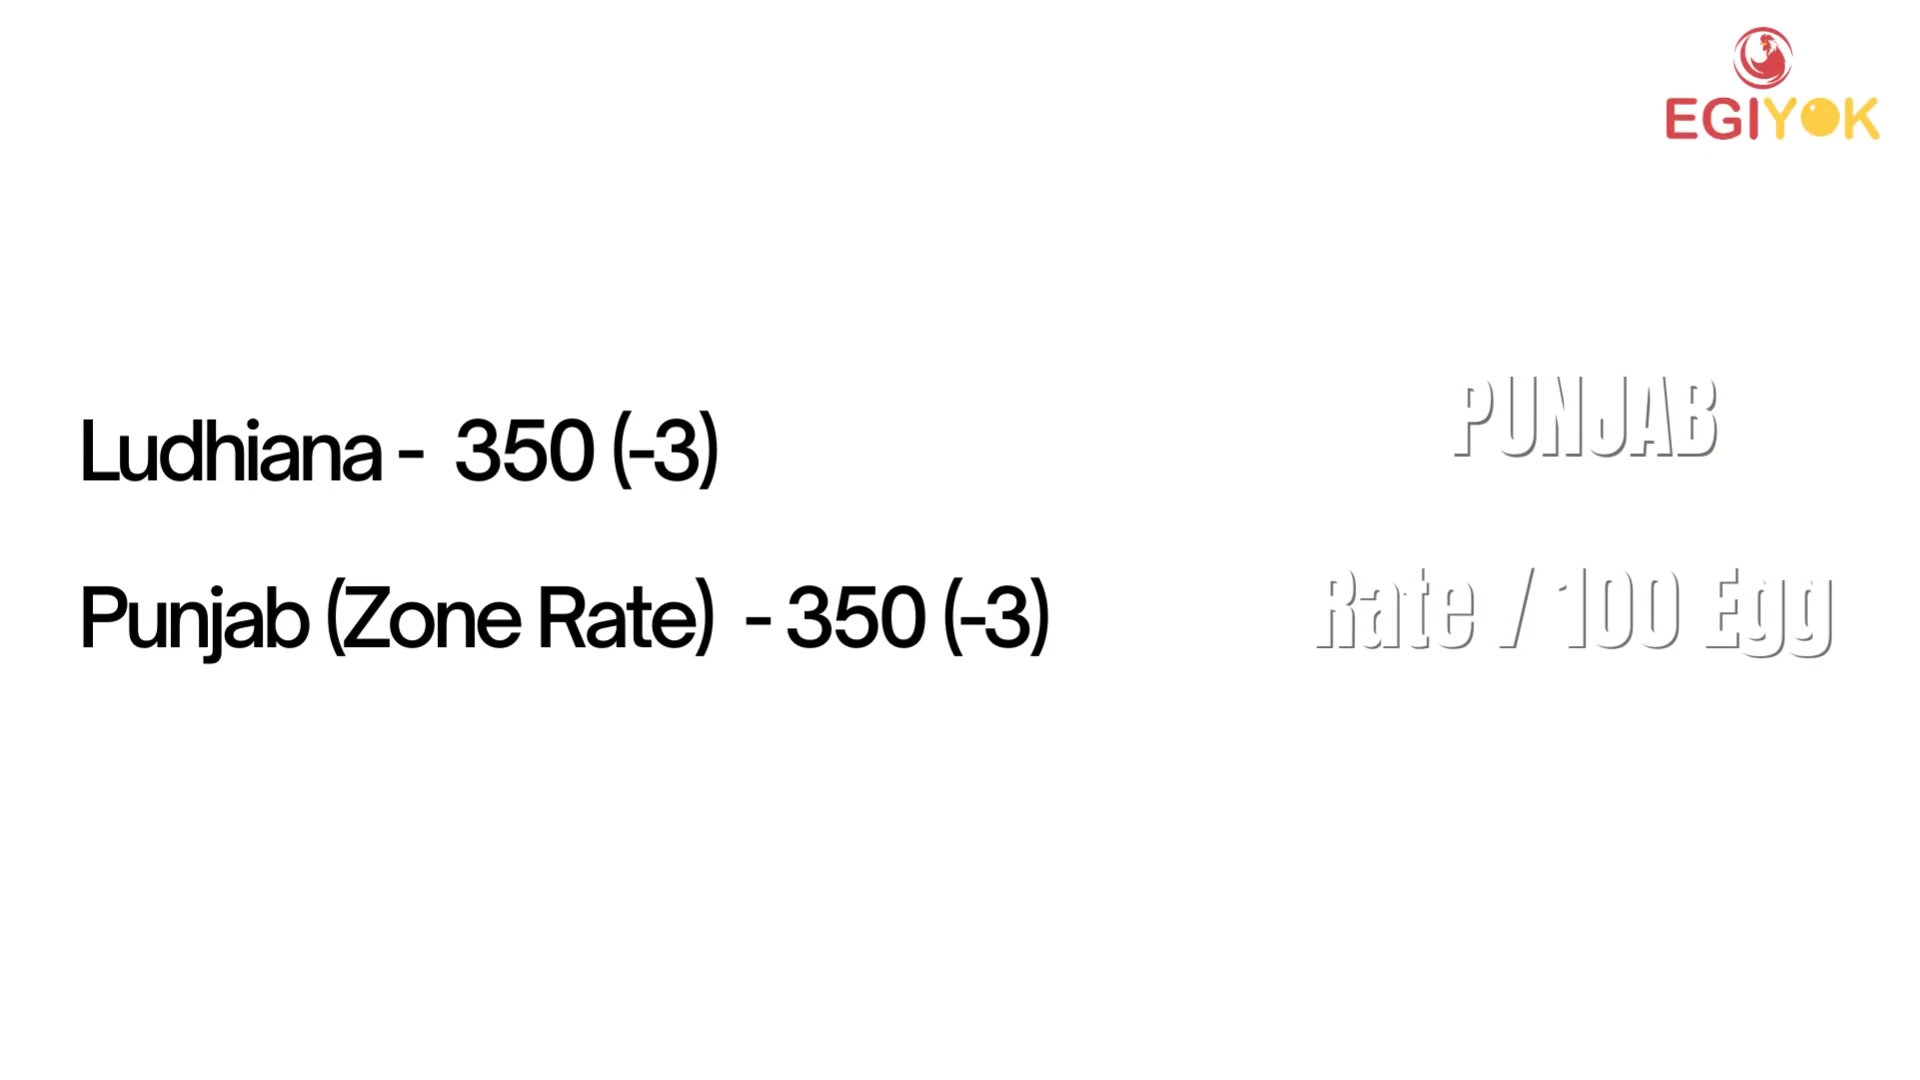 EGIYOK
PUNJAB
Ludhiana - 350 (-3)
Rate / 100 Egg
Punjab (Zone Rate) - 350 (-3)